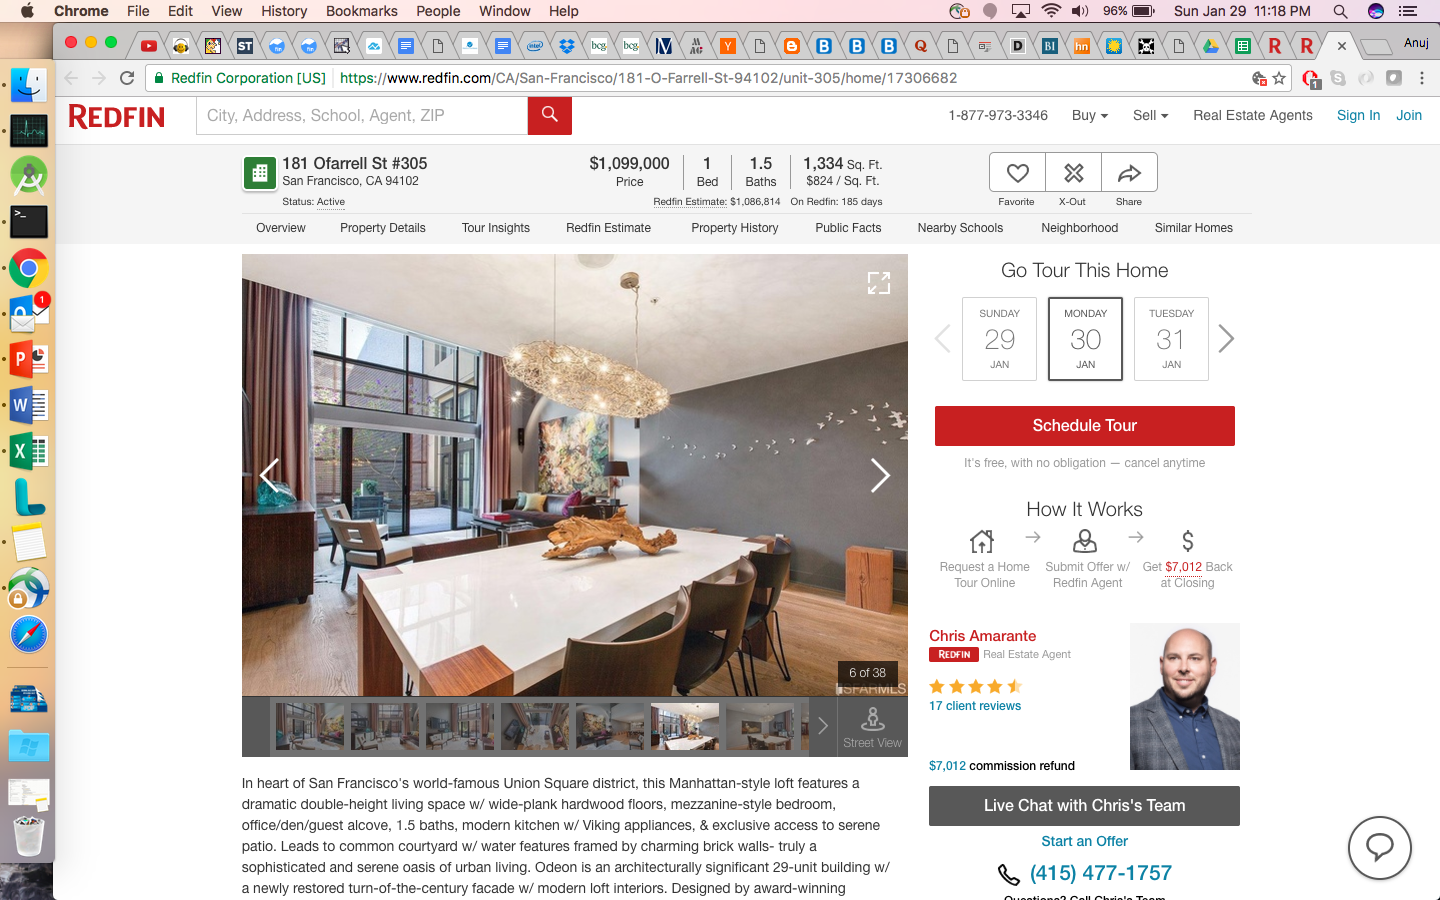 Chrome File Edit View History Bookmarks People Window Help 96% Sun Jan 29 11:18 PM
ST bcg bcg Y B B B Q D BI hn R R Anuj
Redfin Corporation [US] https://www.redfin.com/CA/San-Francisco/181-O-Farrell-St-94102/unit-305/home/17306682
1
REDFIN City, Address, School, Agent, ZIP 1-877-973-3346 Buy Sell Real Estate Agents Sign In Join
181 Ofarrell St #305 $1,099,000 1 1.5 1,334 Sq. Ft.
San Francisco, CA 94102 Price Bed Baths $824 / Sq. Ft.
Status: Active Redfin Estimate: $1,086,814 On Redfin: 185 days Favorite X-Out Share
Overview Property Details Tour Insights Redfin Estimate Property History Public Facts Nearby Schools Neighborhood Similar Homes
Go Tour This Home
SUNDAY MONDAY TUESDAY
29 30 31
JAN JAN JAN
Schedule Tour
It's free, with no obligation — cancel anytime
How It Works
Request a Home Submit Offer w/ Get $7,012 Back
Tour Online Redfin Agent at Closing
Chris Amarante
REDFIN Real Estate Agent
17 client reviews
6 of 38
SFARMLS
Street View
$7,012 commission refund
Live Chat with Chris's Team
Start an Offer
(415) 477-1757
Questions? Call Chris's Team
In heart of San Francisco's world-famous Union Square district, this Manhattan-style loft features a
dramatic double-height living space w/ wide-plank hardwood floors, mezzanine-style bedroom,
office/den/guest alcove, 1.5 baths, modern kitchen w/ Viking appliances, & exclusive access to serene
patio. Leads to common courtyard w/ water features framed by charming brick walls- truly a
sophisticated and serene oasis of urban living. Odeon is an architecturally significant 29-unit building w/
a newly restored turn-of-the-century facade w/ modern loft interiors. Designed by award-winning